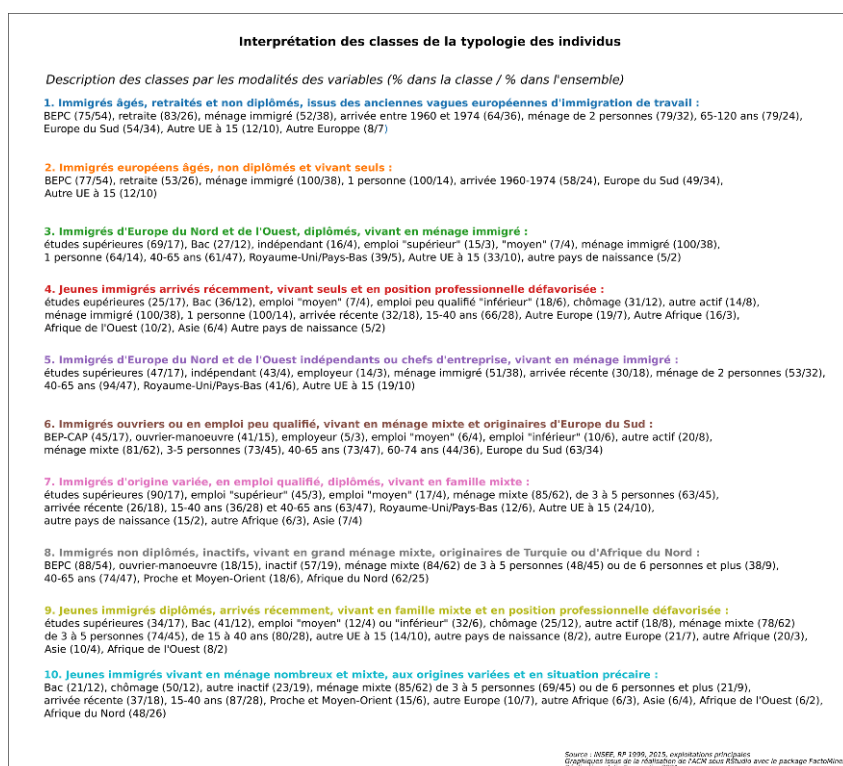 Interprétation des classes de la typologie des individus
Description des classes par les modalités des variables (% dans la classe / % dans l'ensemble)
1. Immigrés âgés, retraités et non diplômés, issus des anciennes vagues européennes d'immigration de travail :
BEPC (75/54), retraite (83/26), ménage immigré (52/38), arrivée entre 1960 et 1974 (64/36), ménage de 2 personnes (79/32), 65-120 ans (79/24),
Europe du Sud (54/34), Autre UE à 15 (12/10), Autre Europpe (8/7)
2. Immigrés européens âgés, non diplômés et vivant seuls :
BEPC (77/54), retraite (53/26), ménage immigré (100/38), 1 personne (100/14), arrivée 1960-1974 (58/24), Europe du Sud (49/34),
Autre UE à 15 (12/10)
3. Immigrés d'Europe du Nord et de l'Ouest, diplômés, vivant en ménage immigré :
études supérieures (69/17), Bac (27/12), indépendant (16/4), emploi "supérieur" (15/3), "moyen" (7/4), ménage immigré (100/38),
1 personne (64/14), 40-65 ans (61/47), Royaume-Uni/Pays-Bas (39/5), Autre UE à 15 (33/10), autre pays de naissance (5/2)
4. Jeunes immigrés arrivés récemment, vivant seuls et en position professionnelle défavorisée :
études eupérieures (25/17), Bac (36/12), emploi "moyen" (7/4), emploi peu qualifié "inférieur" (18/6), chômage (31/12), autre actif (14/8),
ménage immigré (100/38), 1 personne (100/14), arrivée récente (32/18), 15-40 ans (66/28), Autre Europe (19/7), Autre Afrique (16/3),
Afrique de l'Ouest (10/2), Asie (6/4) Autre pays de naissance (5/2)
5. Immigrés d'Europe du Nord et de l'Ouest indépendants ou chefs d'entreprise, vivant en ménage immigré :
études supérieures (47/17), indépendant (43/4), employeur (14/3), ménage immigré (51/38), arrivée récente (30/18), ménage de 2 personnes (53/32),
40-65 ans (94/47), Royaume-Uni/Pays-Bas (41/6), Autre UE à 15 (19/10)
6. Immigrés ouvriers ou en emploi peu qualifié, vivant en ménage mixte et originaires d'Europe du Sud :
BEP-CAP (45/17), ouvrier-manoeuvre (41/15), employeur (5/3), emploi "moyen" (6/4), emploi "inférieur" (10/6), autre actif (20/8),
ménage mixte (81/62), 3-5 personnes (73/45), 40-65 ans (73/47), 60-74 ans (44/36), Europe du Sud (63/34)
7. Immigrés d'origine variée, en emploi qualifié, diplômés, vivant en famille mixte :
études supérieures (90/17), emploi "supérieur" (45/3), emploi "moyen" (17/4), ménage mixte (85/62), de 3 à 5 personnes (63/45),
arrivée récente (26/18), 15-40 ans (36/28) et 40-65 ans (63/47), Royaume-Uni/Pays-Bas (12/6), Autre UE à 15 (24/10),
autre pays de naissance (15/2), autre Afrique (6/3), Asie (7/4)
8. Immigrés non diplômés, inactifs, vivant en grand ménage mixte, originaires de Turquie ou d'Afrique du Nord :
BEPC (88/54), ouvrier-manoeuvre (18/15), inactif (57/19), ménage mixte (84/62) de 3 à 5 personnes (48/45) ou de 6 personnes et plus (38/9),
40-65 ans (74/47), Proche et Moyen-Orient (18/6), Afrique du Nord (62/25)
9. Jeunes immigrés diplômés, arrivés récemment, vivant en famille mixte et en position professionnelle défavorisée :
études supérieures (34/17), Bac (41/12), emploi "moyen" (12/4) ou "inférieur" (32/6), chômage (25/12), autre actif (18/8), ménage mixte (78/62)
de 3 à 5 personnes (74/45), de 15 à 40 ans (80/28), autre UE à 15 (14/10), autre pays de naissance (8/2), autre Europe (21/7), autre Afrique (20/3),
Asie (10/4), Afrique de l'Ouest (8/2)
10. Jeunes immigrés vivant en ménage nombreux et mixte, aux origines variées et en situation précaire :
Bac (21/12), chômage (50/12), autre inactif (23/19), ménage mixte (85/62) de 3 à 5 personnes (69/45) ou de 6 personnes et plus (21/9),
arrivée récente (37/18), 15-40 ans (87/28), Proche et Moyen-Orient (15/6), autre Europe (10/7), autre Afrique (6/3), Asie (6/4), Afrique de l'Ouest (6/2),
Afrique du Nord (48/26)
Source : INSEE, RP 1999, 2015, exploitations principales
Graphiques issus de la réalisation de l'ACM sous RStudio avec le package FactoMine